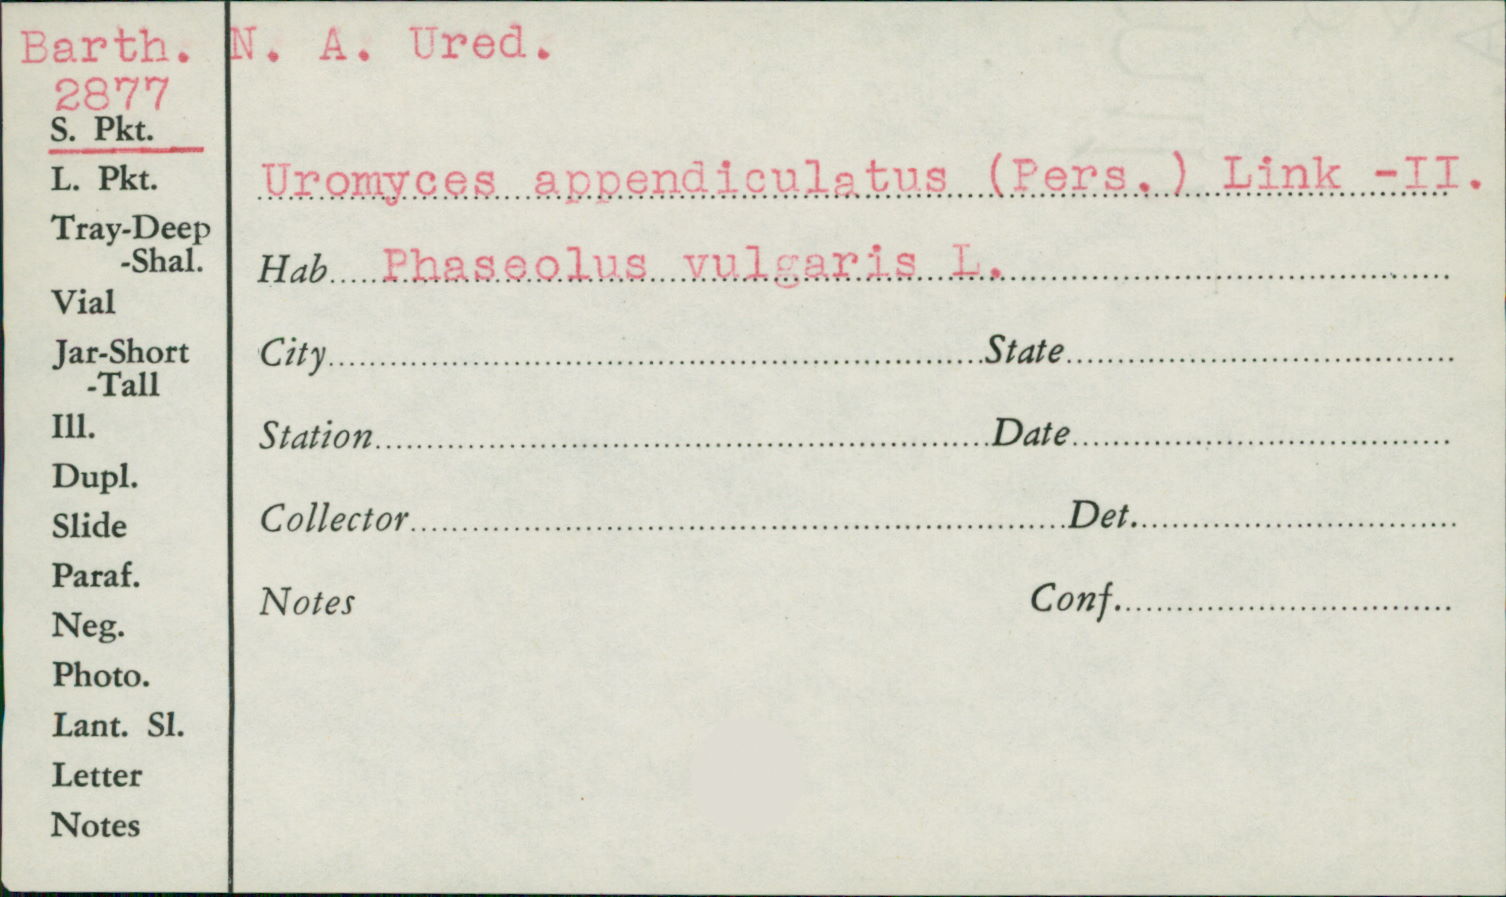 Barth. N. A. Ured.
2877
S. Pkt.
L. Pkt.
Tray-Deep
-Shal.
Vial
Jar-Short
-Tall
Ill.
Dupl.
Slide
Paraf.
Neg.
Photo.
Lant. Sl.
Letter
Notes
Uromyces appendiculatus (Pers.) Link -II.
Hab. Phaseolus vulgaris L.
City State
Station Date
Collector Det.
Notes Conf.